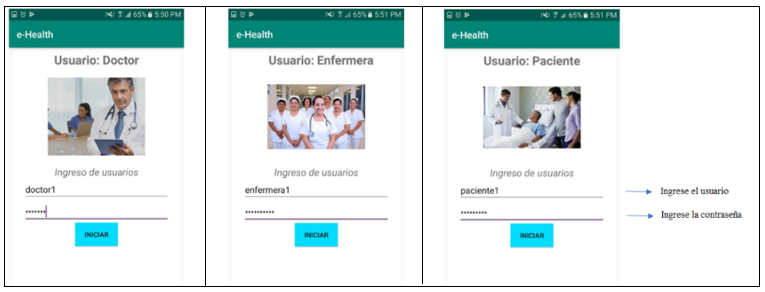 65% 5:50 PM
e-Health
Usuario: Doctor
Ingreso de usuarios
doctor1
•••••••
INICIAR
65% 5:51 PM
e-Health
Usuario: Enfermera
Ingreso de usuarios
enfermera1
••••••••••
INICIAR
65% 5:51 PM
e-Health
Usuario: Paciente
Ingreso de usuarios
paciente1
•••••••••
INICIAR
Ingrese el usuario
Ingrese la contraseña